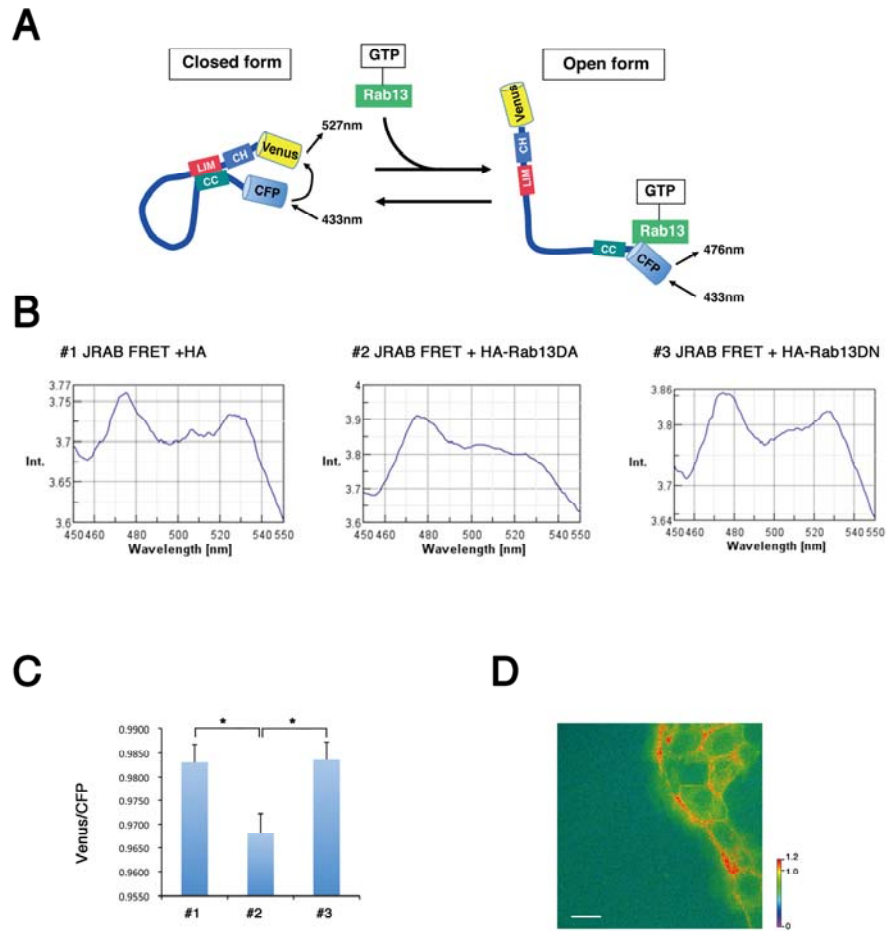 A
Closed form
GTP
Rab13
Open form
Venus
527nm
CH
LIM
CC
CFP
433nm
Venus
CH
LIM
GTP
Rab13
CC
CFP
476nm
433nm
B
#1 JRAB FRET +HA
3.77
3.75
3.7
3.65
3.6
Int.
450 460 480 500 520 540 550
Wavelength [nm]
#2 JRAB FRET + HA-Rab13DA
4
3.9
3.8
3.7
3.6
Int.
450 460 480 500 520 540 550
Wavelength [nm]
#3 JRAB FRET + HA-Rab13DN
3.86
3.8
3.7
3.64
Int.
450 460 480 500 520 540 550
Wavelength [nm]
C
0.9900
0.9850
0.9800
0.9750
0.9700
0.9650
0.9600
0.9550
Venus/CFP
* *
#1 #2 #3
D
1.2
1.0
0